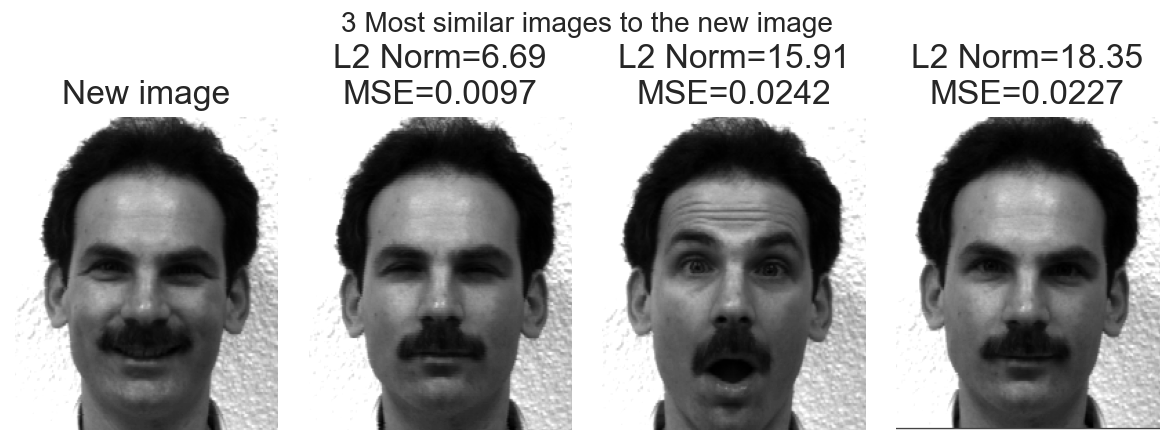 3 Most similar images to the new image
New image
L2 Norm=6.69
MSE=0.0097
L2 Norm=15.91
MSE=0.0242
L2 Norm=18.35
MSE=0.0227